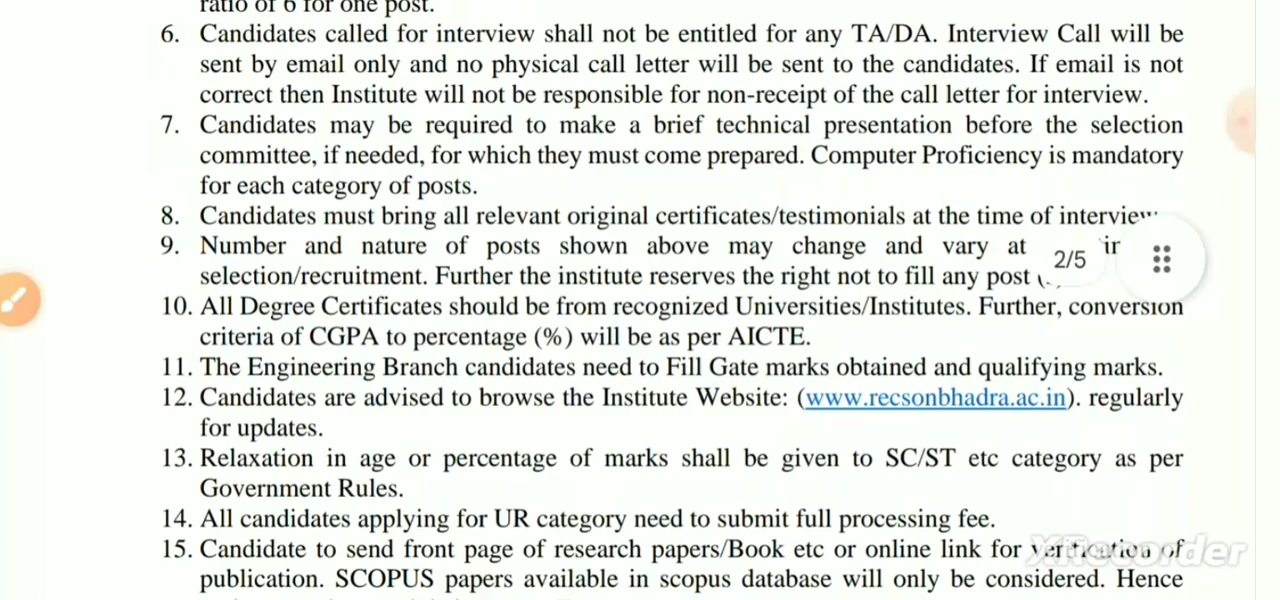 ratio of 6 for one post.
6. Candidates called for interview shall not be entitled for any TA/DA. Interview Call will be
sent by email only and no physical call letter will be sent to the candidates. If email is not
correct then Institute will not be responsible for non-receipt of the call letter for interview.
7. Candidates may be required to make a brief technical presentation before the selection
committee, if needed, for which they must come prepared. Computer Proficiency is mandatory
for each category of posts.
8. Candidates must bring all relevant original certificates/testimonials at the time of interview
9. Number and nature of posts shown above may change and vary at
selection/recruitment. Further the institute reserves the right not to fill any post
2/5
10. All Degree Certificates should be from recognized Universities/Institutes. Further, conversion
criteria of CGPA to percentage (%) will be as per AICTE.
11. The Engineering Branch candidates need to Fill Gate marks obtained and qualifying marks.
12. Candidates are advised to browse the Institute Website: (www.recsonbhadra.ac.in). regularly
for updates.
13. Relaxation in age or percentage of marks shall be given to SC/ST etc category as per
Government Rules.
14. All candidates applying for UR category need to submit full processing fee.
15. Candidate to send front page of research papers/Book etc or online link for verification of
XRecorder
publication. SCOPUS papers available in scopus database will only be considered. Hence